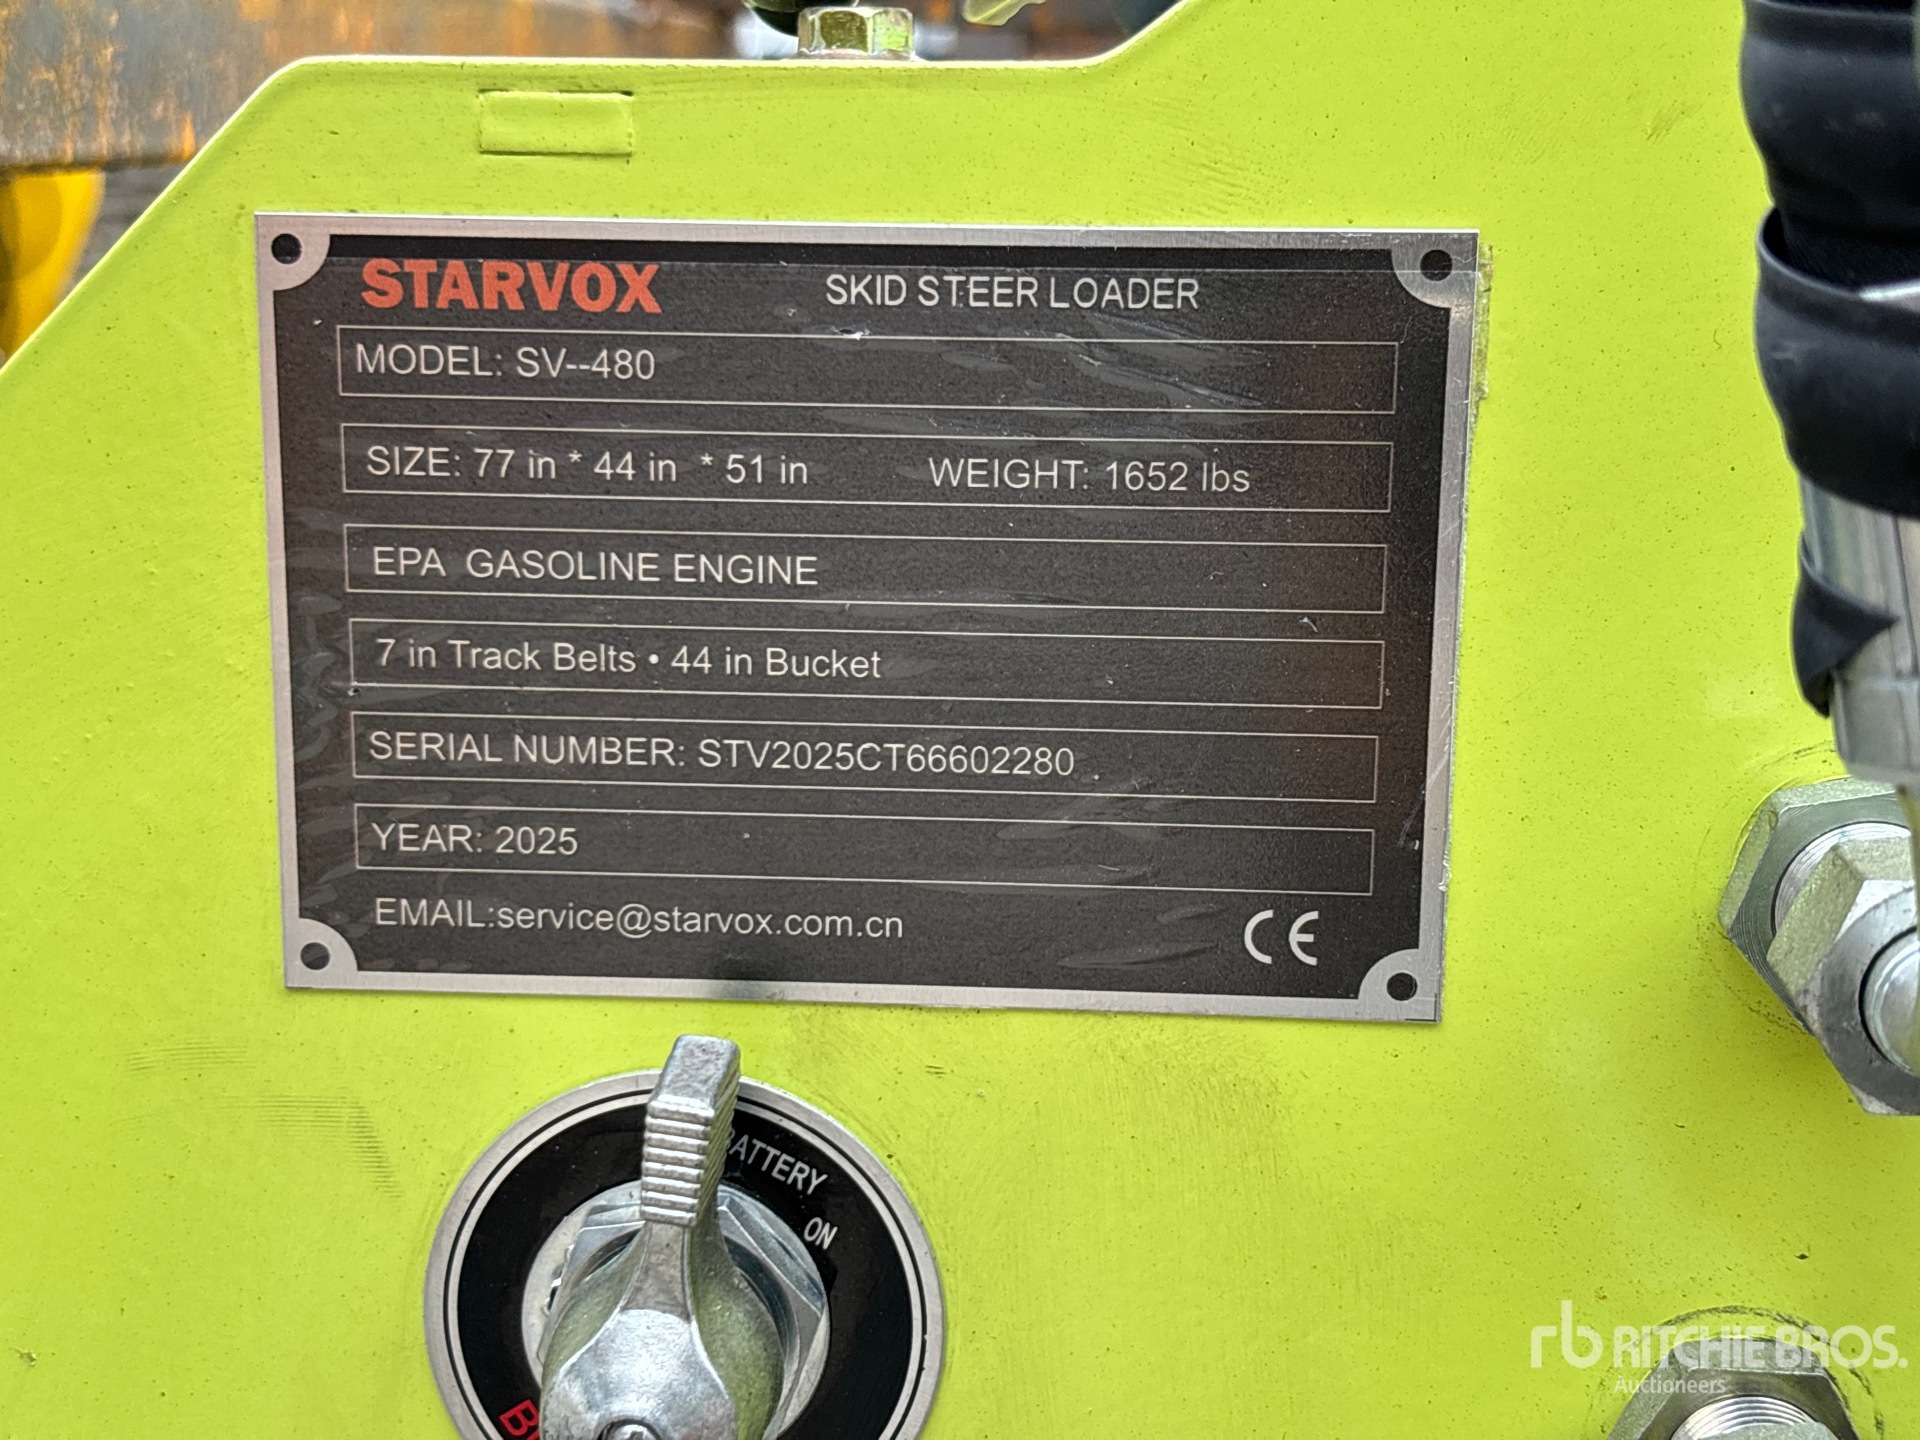 STARVOX SKID STEER LOADER
MODEL: SV--480
SIZE: 77 in * 44 in * 51 in WEIGHT: 1652 lbs
EPA GASOLINE ENGINE
7 in Track Belts • 44 in Bucket
SERIAL NUMBER: STV2025CT66602280
YEAR: 2025
EMAIL:service@starvox.com.cn CE
BATTERY
ON
rb RITCHIE BROS.
Auctioneers